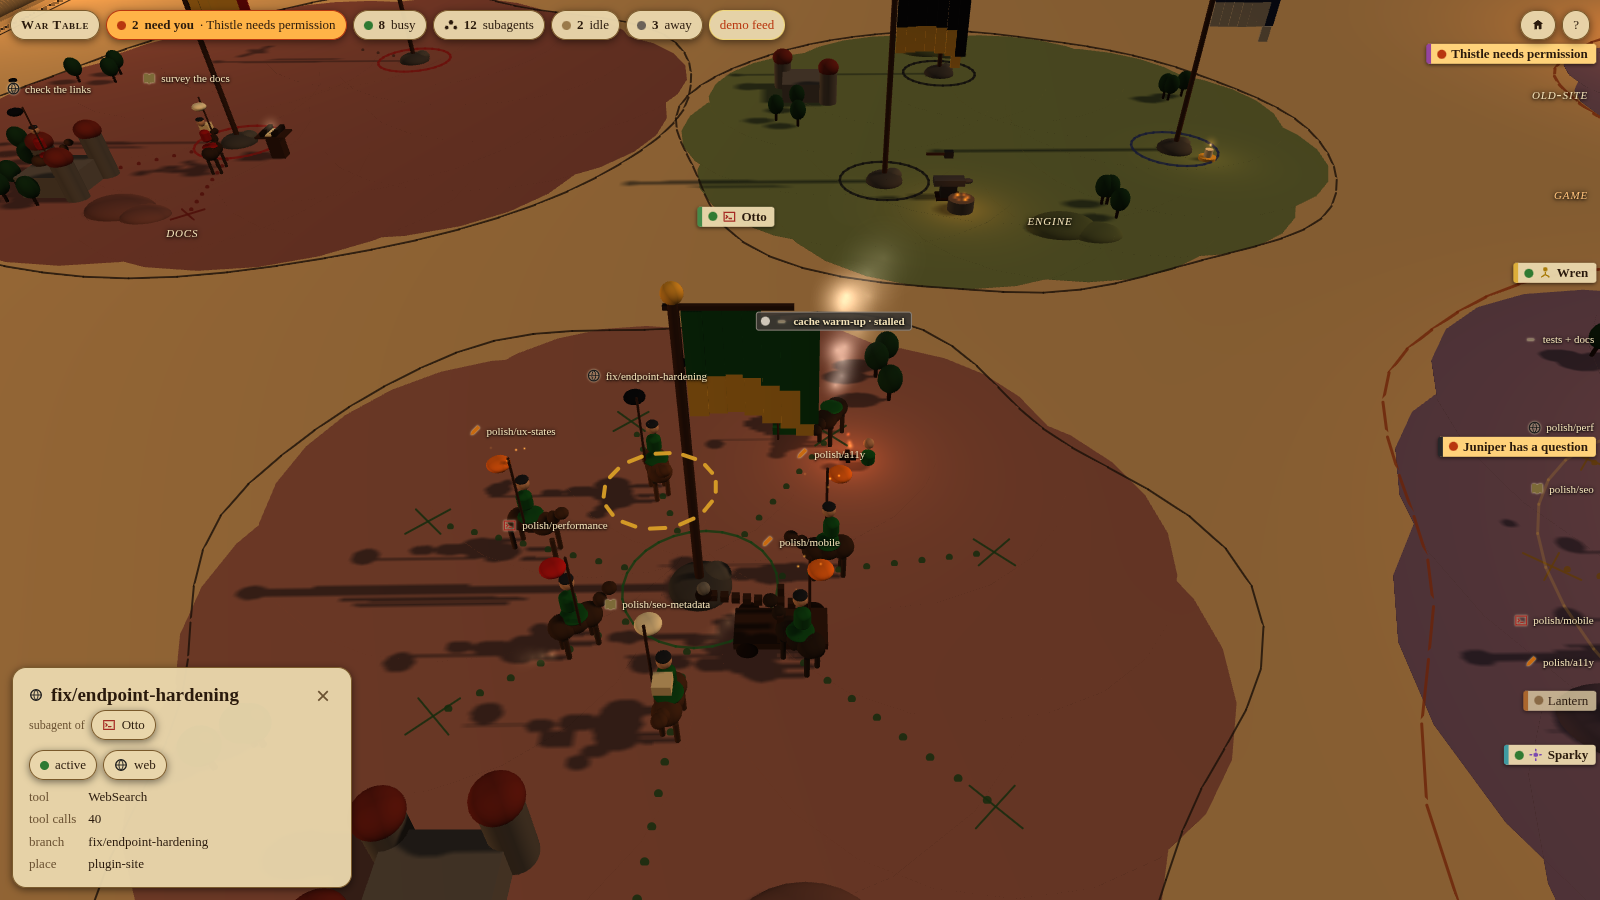 War Table
2 need you · Thistle needs permission
8 busy
12 subagents
2 idle
3 away
demo feed
?
Thistle needs permission
OLD-SITE
survey the docs
check the links
DOCS
GAME
Otto
ENGINE
Wren
cache warm-up · stalled
tests + docs
fix/endpoint-hardening
polish/ux-states
polish/perf
Juniper has a question
polish/a11y
polish/seo
polish/performance
polish/mobile
polish/seo-metadata
polish/mobile
polish/a11y
Lantern
Sparky
fix/endpoint-hardening
subagent of Otto
active
web
tool WebSearch
tool calls 40
branch fix/endpoint-hardening
place plugin-site